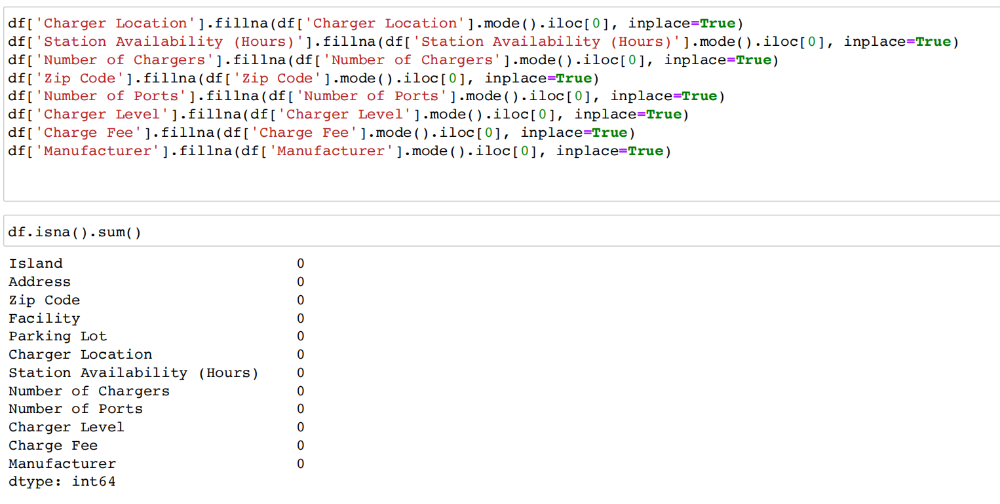 df['Charger Location'].fillna(df['Charger Location'].mode().iloc[0], inplace=True)
df['Station Availability (Hours)'].fillna(df['Station Availability (Hours)'].mode().iloc[0], inplace=True)
df['Number of Chargers'].fillna(df['Number of Chargers'].mode().iloc[0], inplace=True)
df['Zip Code'].fillna(df['Zip Code'].mode().iloc[0], inplace=True)
df['Number of Ports'].fillna(df['Number of Ports'].mode().iloc[0], inplace=True)
df['Charger Level'].fillna(df['Charger Level'].mode().iloc[0], inplace=True)
df['Charge Fee'].fillna(df['Charge Fee'].mode().iloc[0], inplace=True)
df['Manufacturer'].fillna(df['Manufacturer'].mode().iloc[0], inplace=True)
df.isna().sum()
Island 0
Address 0
Zip Code 0
Facility 0
Parking Lot 0
Charger Location 0
Station Availability (Hours) 0
Number of Chargers 0
Number of Ports 0
Charger Level 0
Charge Fee 0
Manufacturer 0
dtype: int64